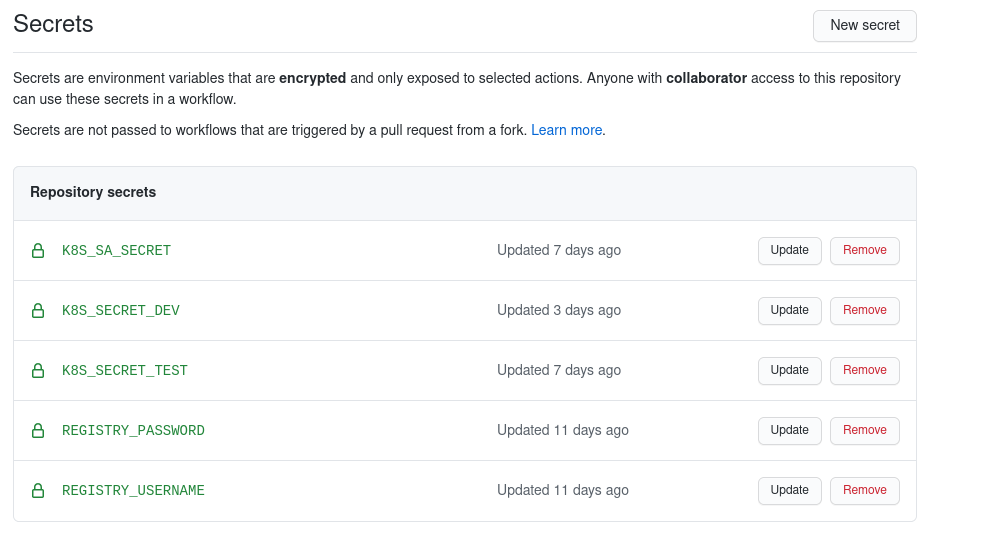 Secrets
New secret
Secrets are environment variables that are encrypted and only exposed to selected actions. Anyone with collaborator access to this repository
can use these secrets in a workflow.
Secrets are not passed to workflows that are triggered by a pull request from a fork. Learn more.
Repository secrets
K8S_SA_SECRET Updated 7 days ago Update Remove
K8S_SECRET_DEV Updated 3 days ago Update Remove
K8S_SECRET_TEST Updated 7 days ago Update Remove
REGISTRY_PASSWORD Updated 11 days ago Update Remove
REGISTRY_USERNAME Updated 11 days ago Update Remove